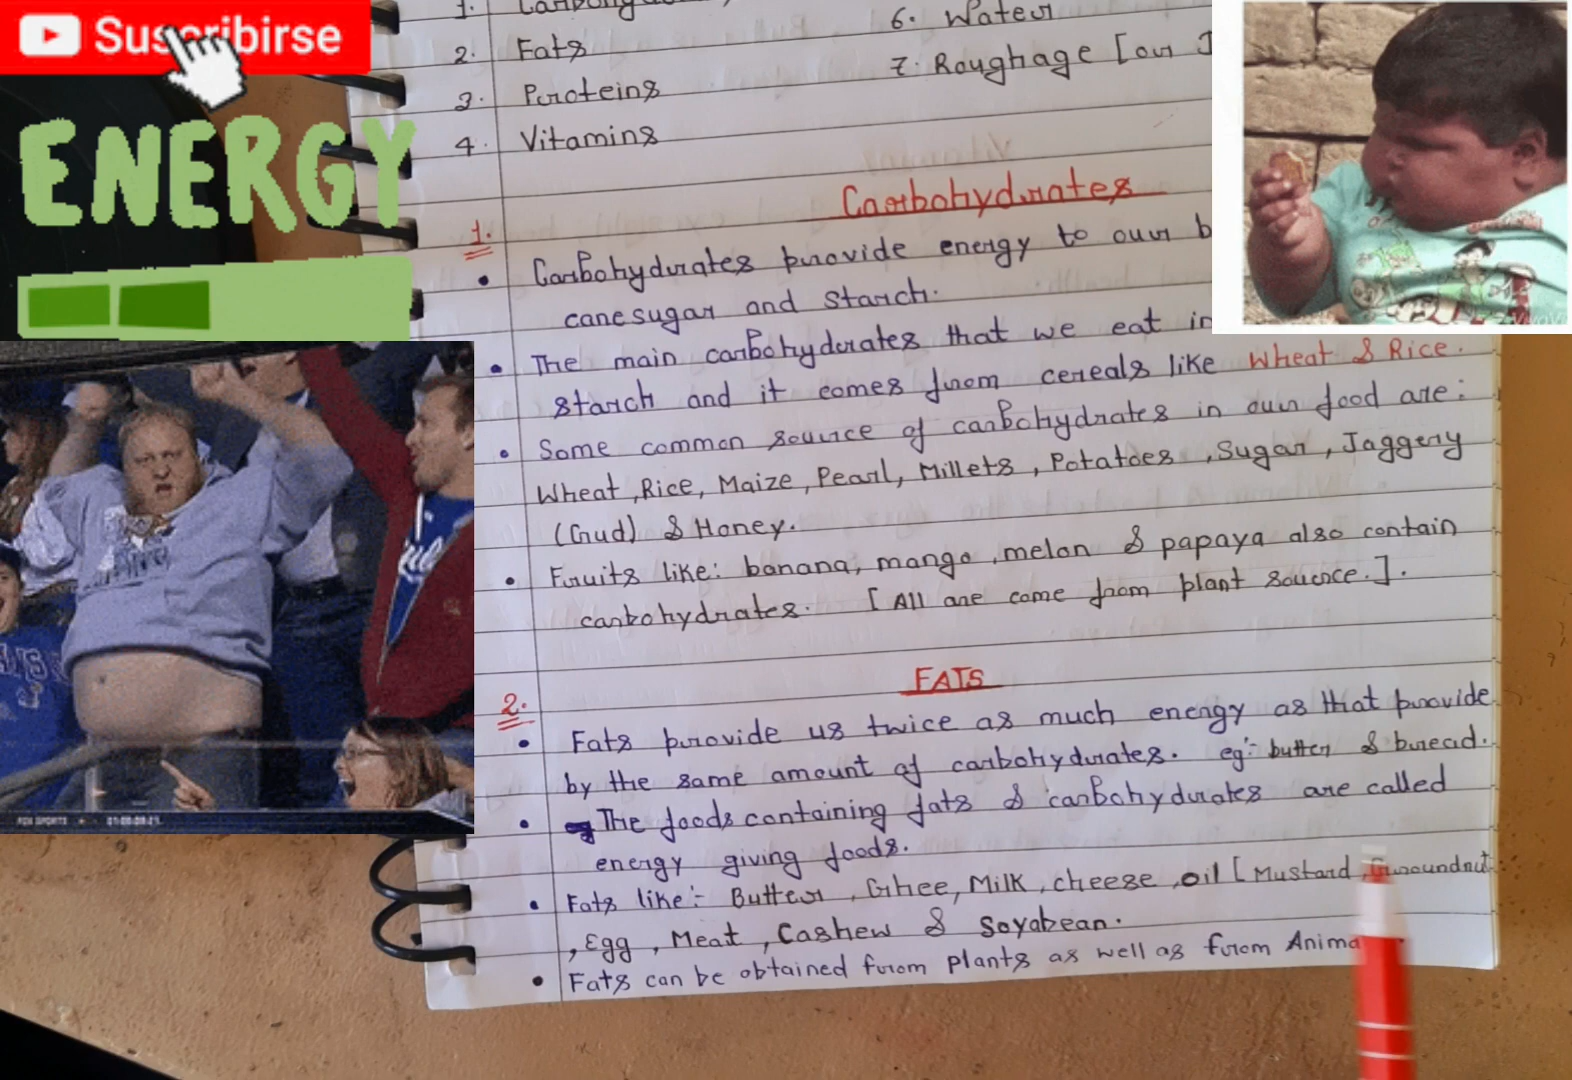 Suscribirse
ENERGY
2. Fats
3. Proteins
4. Vitamins
6. Water
7. Roughage [our
Carbohydrates
1.
• Carbohydrates provide energy to our b
canesugar and starch.
• The main carbohydrates that we eat in
starch and it comes from cereals like Wheat & Rice.
• Some common source of carbohydrates in our food are:
Wheat, Rice, Maize, Pearl, Millets, Potatoes, Sugar, Jaggery
(Gud) & Honey.
• Fruits like: banana, mango, melon & papaya also contain
carbohydrates. [All are come from plant source.].
FATS
2.
• Fats provide us twice as much energy as that provide
by the same amount of carbohydrates. eg:- butter & bread.
• The foods containing fats & carbohydrates are called
energy giving foods.
• Fats like:- Butter, Ghee, Milk, cheese, oil [Mustard, Groundnut
, Egg, Meat, Cashew & Soyabean.
• Fats can be obtained from plants as well as from Anima
FOX SPORTS